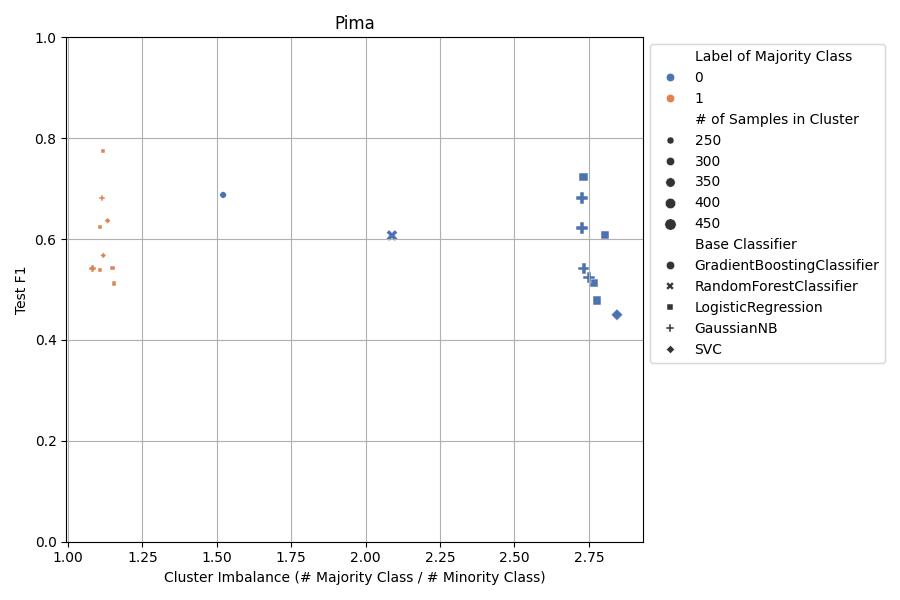 Pima
1.0
0.8
0.6
0.4
0.2
0.0
Test F1
1.00 1.25 1.50 1.75 2.00 2.25 2.50 2.75
Cluster Imbalance (# Majority Class / # Minority Class)
Label of Majority Class
0
1
# of Samples in Cluster
250
300
350
400
450
Base Classifier
GradientBoostingClassifier
RandomForestClassifier
LogisticRegression
GaussianNB
SVC